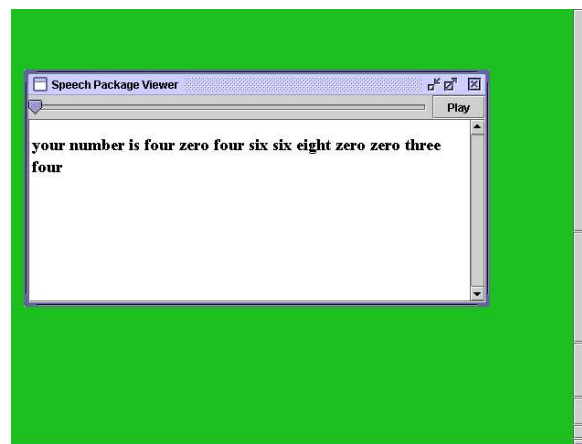 Speech Package Viewer
Play
your number is four zero four six six eight zero zero three
four